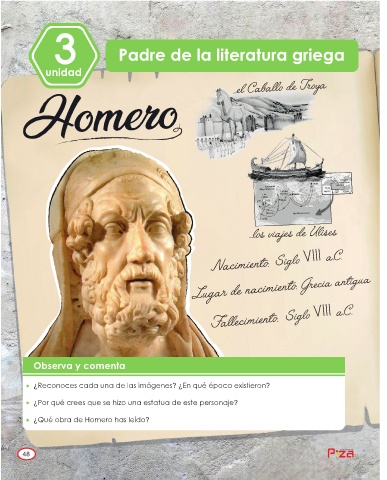 3
unidad
Padre de la literatura griega
Homero
el Caballo de Troya
los viajes de Ulises
Nacimiento: Siglo VIII a.C.
Lugar de nacimiento: Grecia antigua
Fallecimiento: Siglo VIII a.C.
Observa y comenta
• ¿Reconoces cada una de las imágenes? ¿En qué época existieron?
• ¿Por qué crees que se hizo una estatua de este personaje?
• ¿Qué obra de Homero has leído?
48
P*za